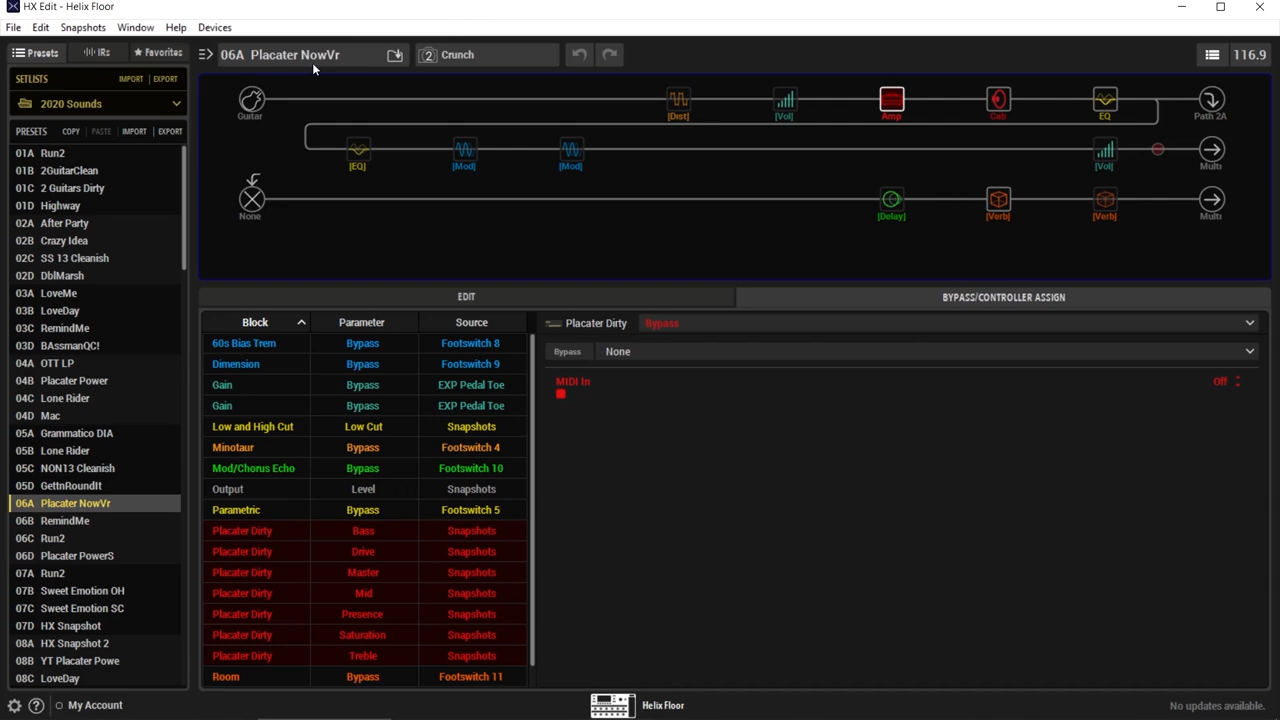 HX Edit - Helix Floor
File Edit Snapshots Window Help Devices
Presets IRs Favorites
06A Placater NowVr 2 Crunch 116.9
SETLISTS IMPORT EXPORT
2020 Sounds
PRESETS COPY PASTE IMPORT EXPORT
01A Run2
01B 2GuitarClean
01C 2 Guitars Dirty
01D Highway
02A After Party
02B Crazy Idea
02C SS 13 Cleanish
02D DblMarsh
03A LoveMe
03B LoveDay
03C RemindMe
03D BAssmanQC!
04A OTT LP
04B Placater Power
04C Lone Rider
04D Mac
05A Grammatico DIA
05B Lone Rider
05C NON13 Cleanish
05D GettnRoundIt
06A Placater NowVr
06B RemindMe
06C Run2
06D Placater PowerS
07A Run2
07B Sweet Emotion OH
07C Sweet Emotion SC
07D HX Snapshot
08A HX Snapshot 2
08B YT Placater Powe
08C LoveDay
Guitar |Dist| |Vol| Amp Cab EQ Path 2A
|EQ| |Mod| |Mod| |Vol| Multi
None |Delay| |Verb| |Verb| Multi
EDIT BYPASS/CONTROLLER ASSIGN
Block Parameter Source
60s Bias Trem Bypass Footswitch 8
Dimension Bypass Footswitch 9
Gain Bypass EXP Pedal Toe
Gain Bypass EXP Pedal Toe
Low and High Cut Low Cut Snapshots
Minotaur Bypass Footswitch 4
Mod/Chorus Echo Bypass Footswitch 10
Output Level Snapshots
Parametric Bypass Footswitch 5
Placater Dirty Bass Snapshots
Placater Dirty Drive Snapshots
Placater Dirty Master Snapshots
Placater Dirty Mid Snapshots
Placater Dirty Presence Snapshots
Placater Dirty Saturation Snapshots
Placater Dirty Treble Snapshots
Room Bypass Footswitch 11
Placater Dirty Bypass
Bypass None
MIDI In Off
My Account Helix Floor No updates available.